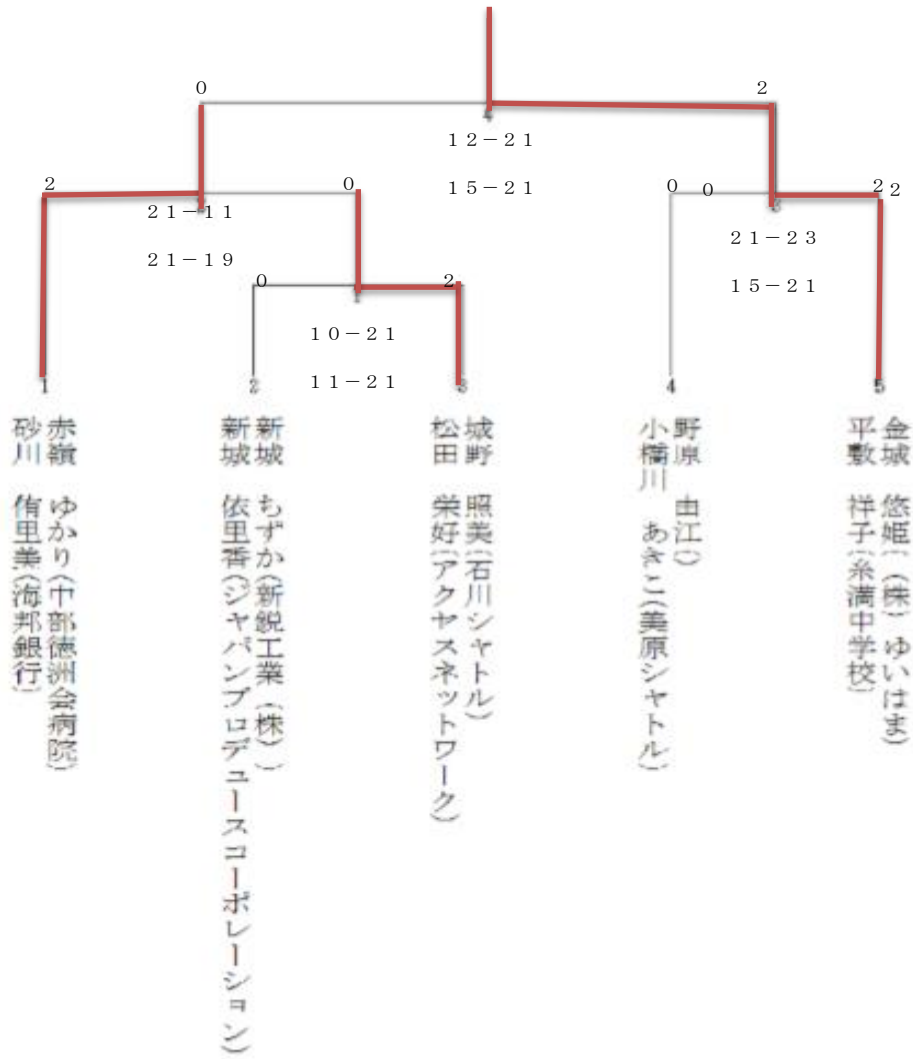 0
2
12-21
15-21
2
0
21-11
21-19
0
0
2 2
21-23
15-21
0
2
10-21
11-21
1
2
3
4
5
赤嶺 ゆかり(中部徳洲会病院)
砂川 侑里美(海邦銀行)
新城 ちずか(新鋭工業(株))
新城 依里香(ジャパンプロデュースコーポレーション)
城野 照美(石川シャトル)
松田 栄好(アクセスネットワーク)
野原 由江()
小橋川 あきこ(美原シャトル)
金城 悠姫((株)ゆいはま)
平敷 祥子(糸満中学校)